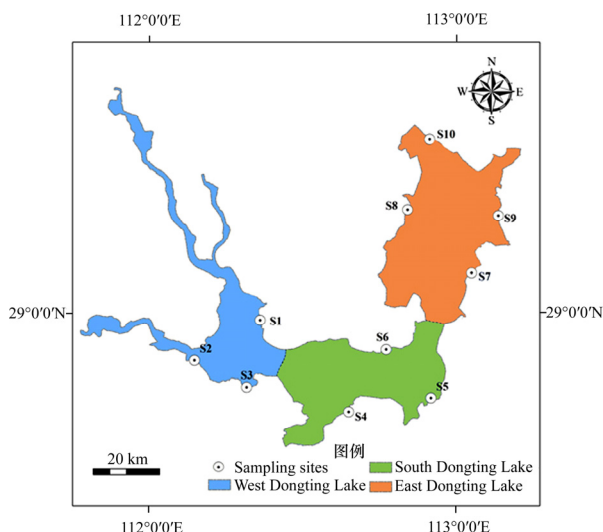 112°0′0″E 113°0′0″E
N
W E
S
S10
S8
S9
S7
29°0′0″N 29°0′0″N
S1
S6
S2
S3
S5
S4
图例
20 km
Sampling sites South Dongting Lake
West Dongting Lake East Dongting Lake
112°0′0″E 113°0′0″E